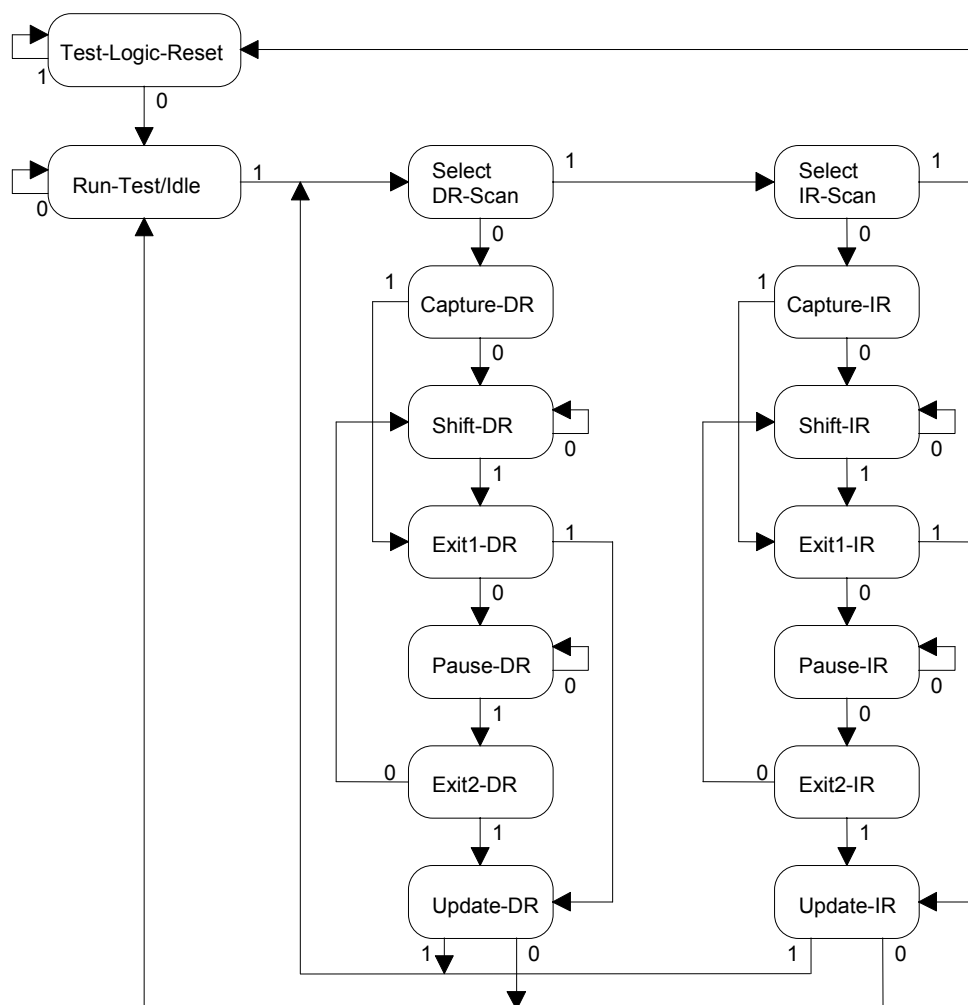 Test-Logic-Reset
1
0
Run-Test/Idle
0
1
Select
DR-Scan
1
0
Select
IR-Scan
1
0
1
Capture-DR
0
1
Capture-IR
0
Shift-DR
0
1
Shift-IR
0
1
Exit1-DR
1
0
Exit1-IR
1
0
Pause-DR
0
1
Pause-IR
0
0
0
Exit2-DR
1
0
Exit2-IR
1
Update-DR
1
0
Update-IR
1
0